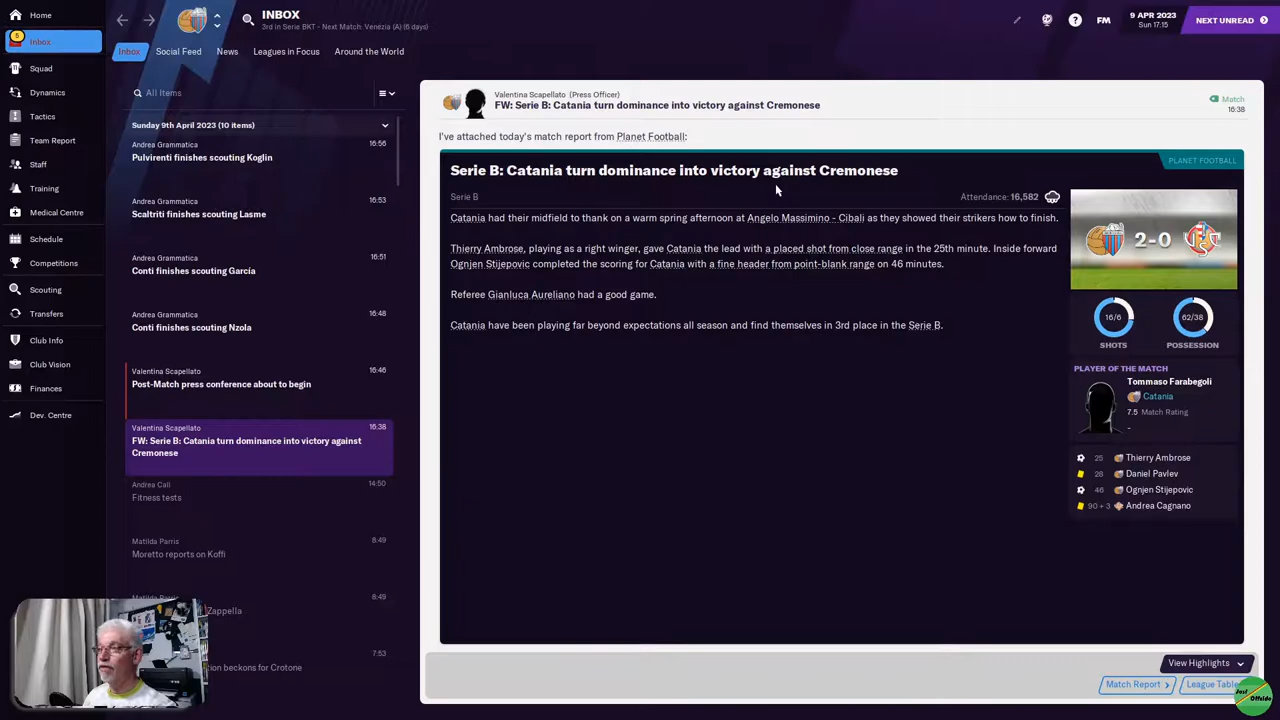 Home
5
Inbox
Squad
Dynamics
Tactics
Team Report
Staff
Training
Medical Centre
Schedule
Competitions
Scouting
Transfers
Club Info
Club Vision
Finances
Dev. Centre
INBOX
3rd in Serie BKT - Next Match: Venezia (A) (6 days)
?
FM
9 APR 2023
Sun 17:15
NEXT UNREAD
Inbox
Social Feed
News
Leagues in Focus
Around the World
All Items
Sunday 9th April 2023 (10 items)
Andrea Grammatica 16:56
Pulvirenti finishes scouting Koglin
Andrea Grammatica 16:53
Scaltriti finishes scouting Lasme
Andrea Grammatica 16:51
Conti finishes scouting García
Andrea Grammatica 16:48
Conti finishes scouting Nzola
Valentina Scapellato 16:46
Post-Match press conference about to begin
Valentina Scapellato 16:38
FW: Serie B: Catania turn dominance into victory against
Cremonese
Andrea Call 14:50
Fitness tests
Matilda Parris 8:49
Moretto reports on Koffi
8:49
Zappella
7:53
tion beckons for Crotone
Valentina Scapellato (Press Officer)
FW: Serie B: Catania turn dominance into victory against Cremonese
Match
16:38
I've attached today's match report from Planet Football:
PLANET FOOTBALL
Serie B: Catania turn dominance into victory against Cremonese
Serie B
Attendance: 16,582
Catania had their midfield to thank on a warm spring afternoon at Angelo Massimino - Cibali as they showed their strikers how to finish.
Thierry Ambrose, playing as a right winger, gave Catania the lead with a placed shot from close range in the 25th minute. Inside forward
Ognjen Stijepovic completed the scoring for Catania with a fine header from point-blank range on 46 minutes.
Referee Gianluca Aureliano had a good game.
Catania have been playing far beyond expectations all season and find themselves in 3rd place in the Serie B.
2-0
16/6
62/38
SHOTS
POSSESSION
PLAYER OF THE MATCH
Tommaso Farabegoli
Catania
7.5 Match Rating
-
25 Thierry Ambrose
28 Daniel Pavlev
46 Ognjen Stijepovic
90 + 3 Andrea Cagnano
View Highlights
Match Report
League Table
Just
Offside